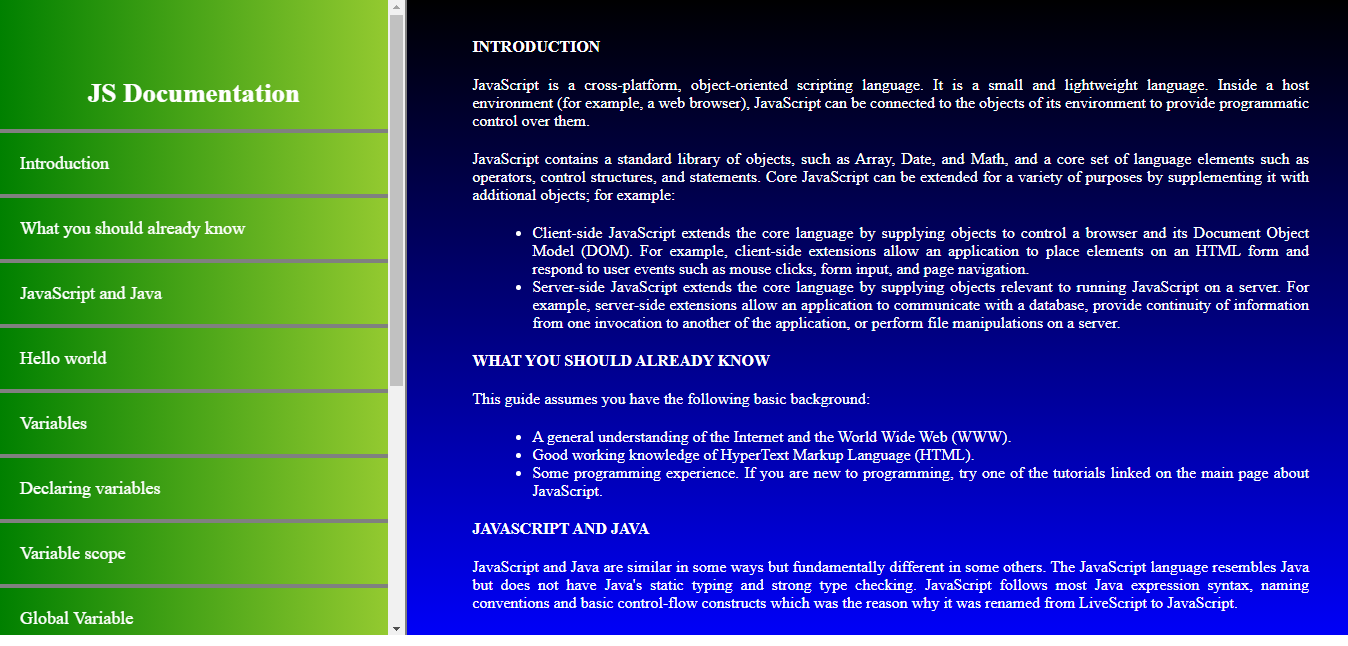 JS Documentation
Introduction
What you should already know
JavaScript and Java
Hello world
Variables
Declaring variables
Variable scope
Global Variable
INTRODUCTION
JavaScript is a cross-platform, object-oriented scripting language. It is a small and lightweight language. Inside a host
environment (for example, a web browser), JavaScript can be connected to the objects of its environment to provide programmatic
control over them.
JavaScript contains a standard library of objects, such as Array, Date, and Math, and a core set of language elements such as
operators, control structures, and statements. Core JavaScript can be extended for a variety of purposes by supplementing it with
additional objects; for example:
• Client-side JavaScript extends the core language by supplying objects to control a browser and its Document Object
Model (DOM). For example, client-side extensions allow an application to place elements on an HTML form and
respond to user events such as mouse clicks, form input, and page navigation.
• Server-side JavaScript extends the core language by supplying objects relevant to running JavaScript on a server. For
example, server-side extensions allow an application to communicate with a database, provide continuity of information
from one invocation to another of the application, or perform file manipulations on a server.
WHAT YOU SHOULD ALREADY KNOW
This guide assumes you have the following basic background:
• A general understanding of the Internet and the World Wide Web (WWW).
• Good working knowledge of HyperText Markup Language (HTML).
• Some programming experience. If you are new to programming, try one of the tutorials linked on the main page about
JavaScript.
JAVASCRIPT AND JAVA
JavaScript and Java are similar in some ways but fundamentally different in some others. The JavaScript language resembles Java
but does not have Java's static typing and strong type checking. JavaScript follows most Java expression syntax, naming
conventions and basic control-flow constructs which was the reason why it was renamed from LiveScript to JavaScript.